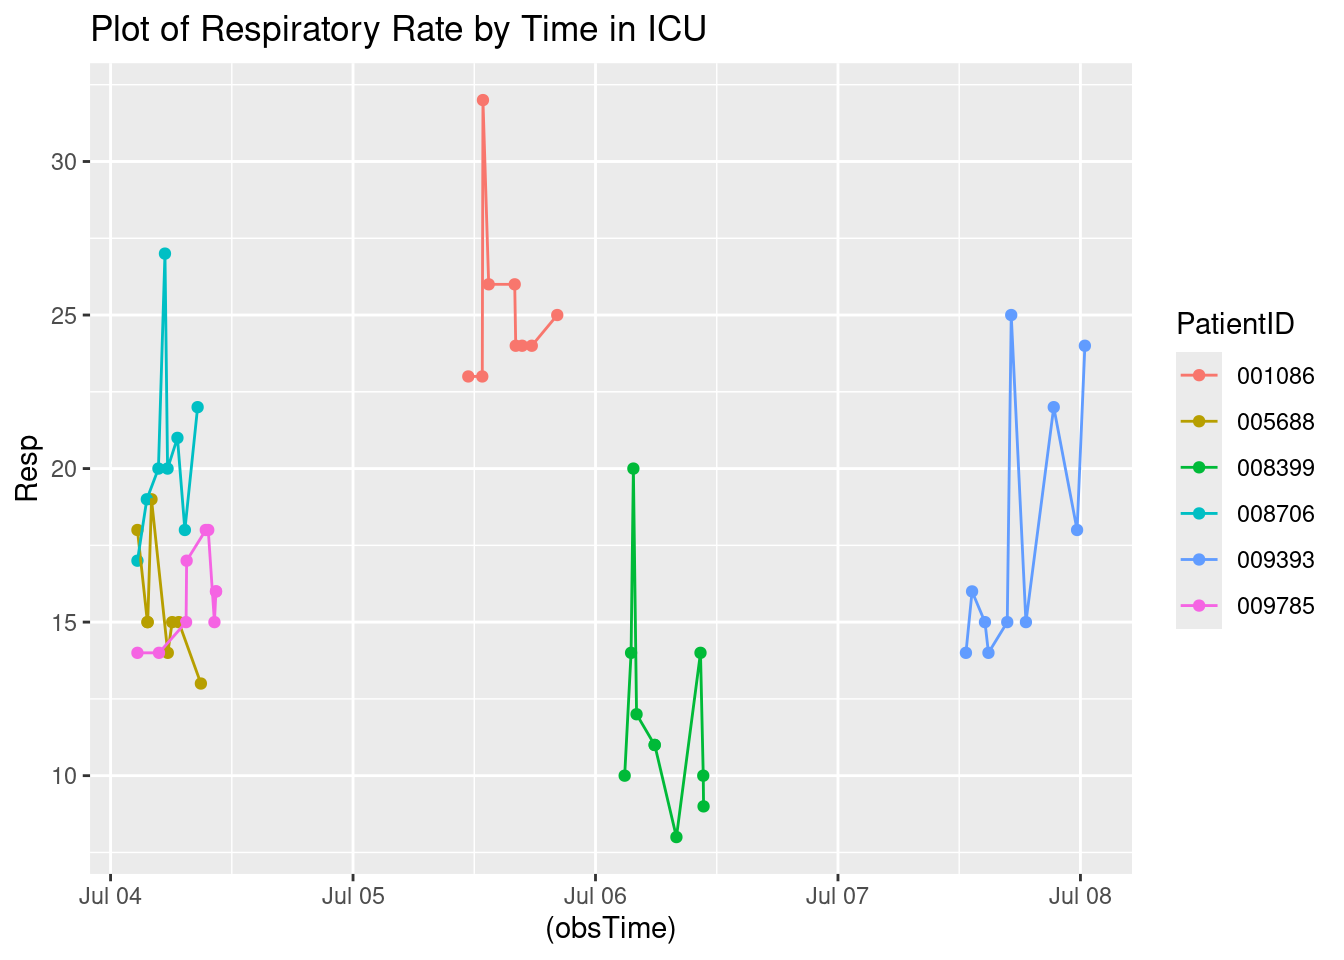 Plot of Respiratory Rate by Time in ICU
30
25
20
15
10
Resp
Jul 04
Jul 05
Jul 06
Jul 07
Jul 08
(obsTime)
PatientID
001086
005688
008399
008706
009393
009785